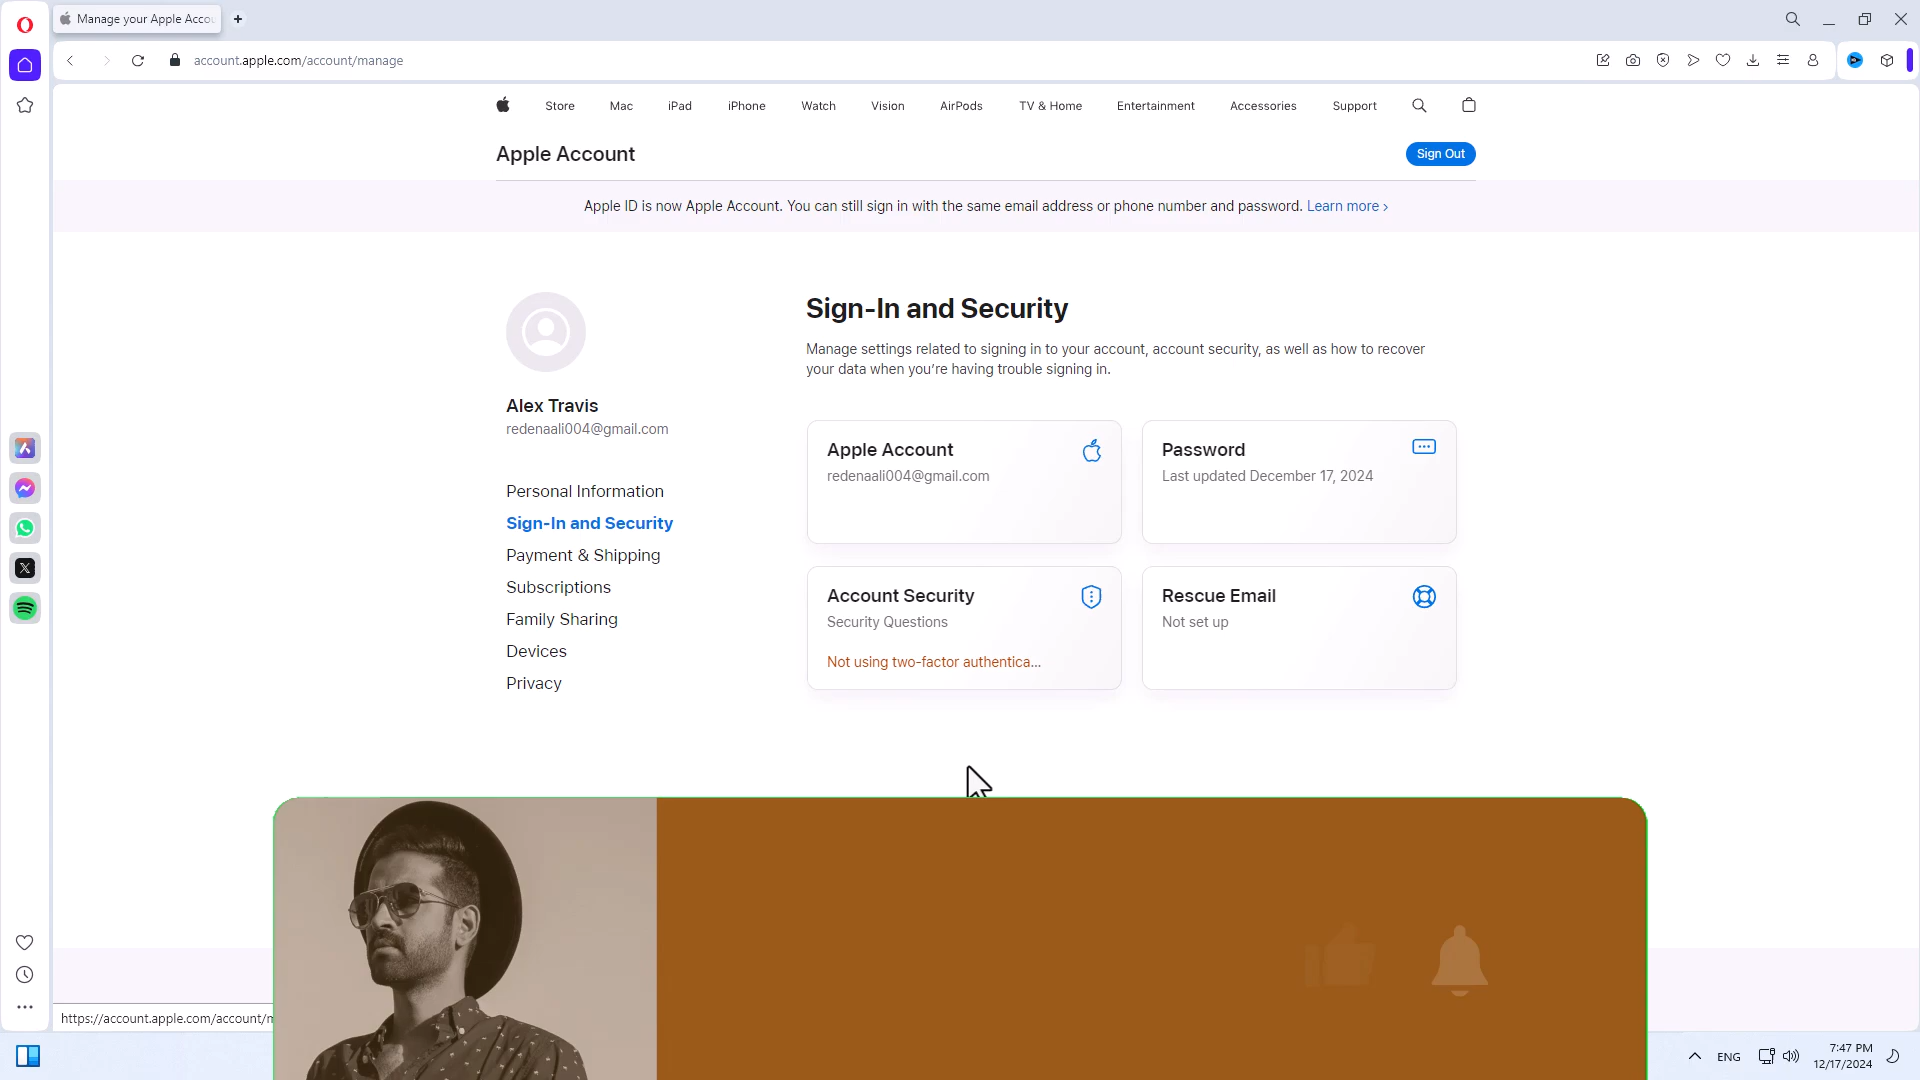 Manage your Apple Accou
account.apple.com/account/manage
Store Mac iPad iPhone Watch Vision AirPods TV & Home Entertainment Accessories Support
Apple Account
Sign Out
Apple ID is now Apple Account. You can still sign in with the same email address or phone number and password. Learn more >
Alex Travis
redenaali004@gmail.com
Personal Information
Sign-In and Security
Payment & Shipping
Subscriptions
Family Sharing
Devices
Privacy
Sign-In and Security
Manage settings related to signing in to your account, account security, as well as how to recover
your data when you’re having trouble signing in.
Apple Account
redenaali004@gmail.com
Password
Last updated December 17, 2024
Account Security
Security Questions
Not using two-factor authentica...
Rescue Email
Not set up
https://account.apple.com/account/m
ENG
7:47 PM
12/17/2024